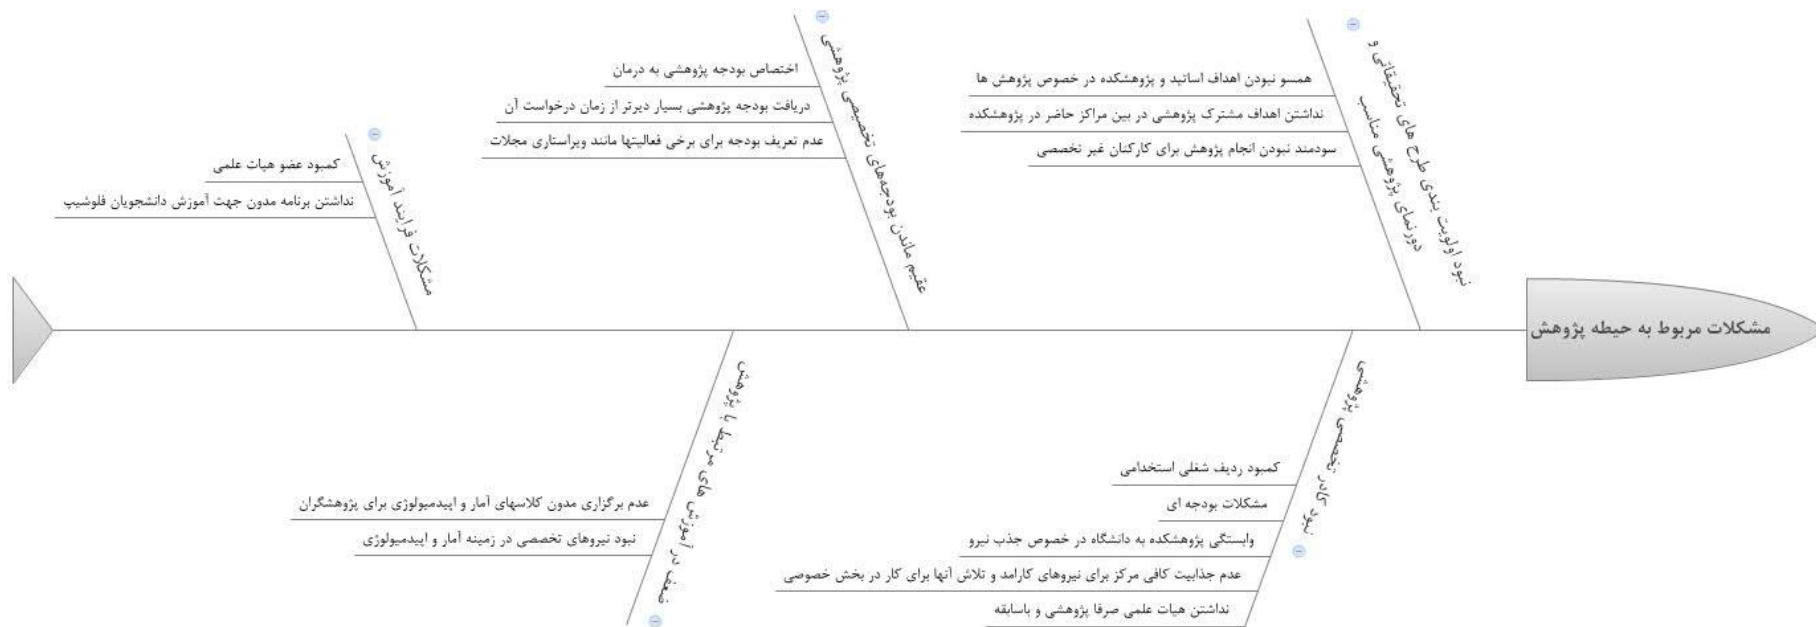 نبود اولویت بندی طرح های تحقیقاتی و
دورنمای پژوهشی مناسب
همسو نبودن اهداف اساتید و پژوهشکده در خصوص پژوهش ها
نداشتن اهداف مشترک پژوهشی در بین مراکز حاضر در پژوهشکده
سودمند نبودن انجام پژوهش برای کارکنان غیر تخصصی
عقیم ماندن بودجه‌های تخصیصی پژوهشی
اختصاص بودجه پژوهشی به درمان
دریافت بودجه پژوهشی بسیار دیرتر از زمان درخواست آن
عدم تعریف بودجه برای برخی فعالیتها مانند ویراستاری مجلات
مشکلات فرایند آموزش
کمبود عضو هیات علمی
نداشتن برنامه مدون جهت آموزش دانشجویان فلوشیپ
مشکلات مربوط به حیطه پژوهش
نبود کادر تخصصی پژوهشی
کمبود ردیف شغلی استخدامی
مشکلات بودجه ای
وابستگی پژوهشکده به دانشگاه در خصوص جذب نیرو
عدم جذابیت کافی مرکز برای نیروهای کارامد و تلاش آنها برای کار در بخش خصوصی
نداشتن هیات علمی صرفا پژوهشی و باسابقه
ضعف در آموزش های مرتبط با پژوهش
عدم برگزاری مدون کلاسهای آمار و اپیدمیولوژی برای پژوهشگران
نبود نیروهای تخصصی در زمینه آمار و اپیدمیولوژی